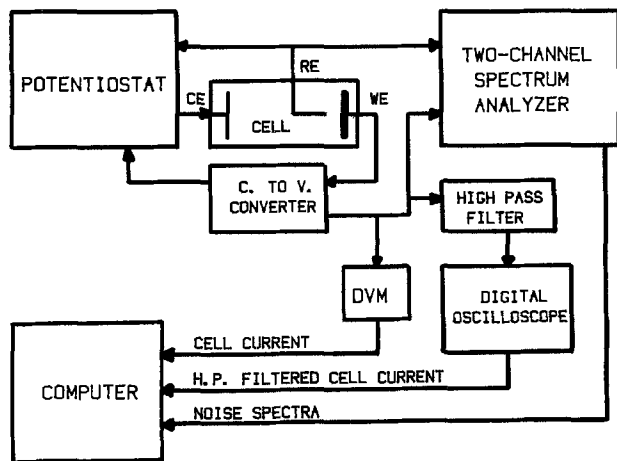 POTENTIOSTAT
RE
TWO-CHANNEL
SPECTRUM
ANALYZER
CE
WE
CELL
C. TO V.
CONVERTER
HIGH PASS
FILTER
DVM
DIGITAL
OSCILLOSCOPE
CELL CURRENT
H.P. FILTERED CELL CURRENT
COMPUTER
NOISE SPECTRA